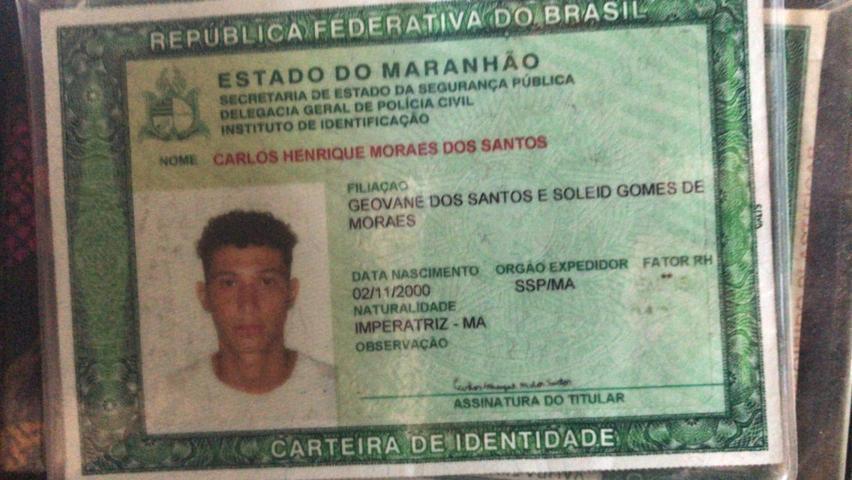 REPÚBLICA FEDERATIVA DO BRASIL
ESTADO DO MARANHÃO
SECRETARIA DE ESTADO DA SEGURANÇA PÚBLICA
DELEGACIA GERAL DE POLÍCIA CIVIL
INSTITUTO DE IDENTIFICAÇÃO
NOME CARLOS HENRIQUE MORAES DOS SANTOS
FILIAÇÃO
GEOVANE DOS SANTOS E SOLEID GOMES DE
MORAES
DATA NASCIMENTO ORGÃO EXPEDIDOR FATOR RH
02/11/2000 SSP/MA
NATURALIDADE
IMPERATRIZ - MA
OBSERVAÇÃO
ASSINATURA DO TITULAR
CARTEIRA DE IDENTIDADE